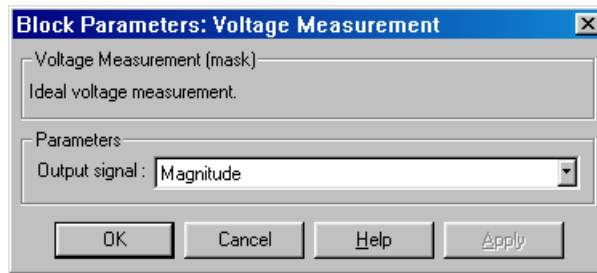 Block Parameters: Voltage Measurement
Voltage Measurement (mask)
Ideal voltage measurement.
Parameters
Output signal : Magnitude
OK Cancel Help Apply